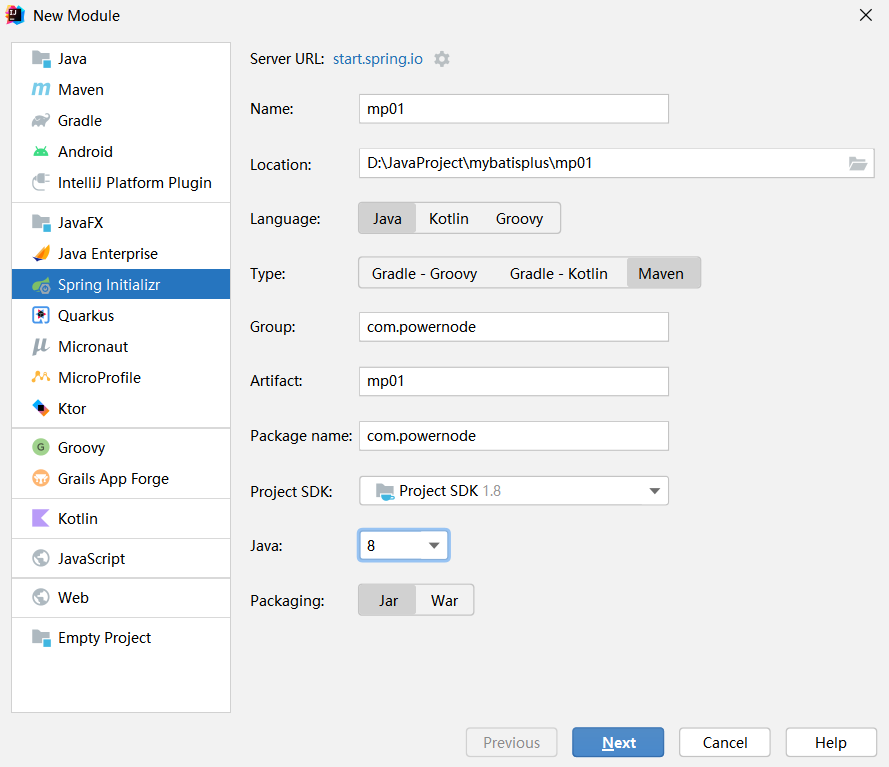 New Module
Java
Maven
Gradle
Android
IntelliJ Platform Plugin
JavaFX
Java Enterprise
Spring Initializr
Quarkus
Micronaut
MicroProfile
Ktor
Groovy
Grails App Forge
Kotlin
JavaScript
Web
Empty Project
Server URL: start.spring.io
Name: mp01
Location: D:\JavaProject\mybatisplus\mp01
Language: Java Kotlin Groovy
Type: Gradle - Groovy Gradle - Kotlin Maven
Group: com.powernode
Artifact: mp01
Package name: com.powernode
Project SDK: Project SDK 1.8
Java: 8
Packaging: Jar War
Previous Next Cancel Help